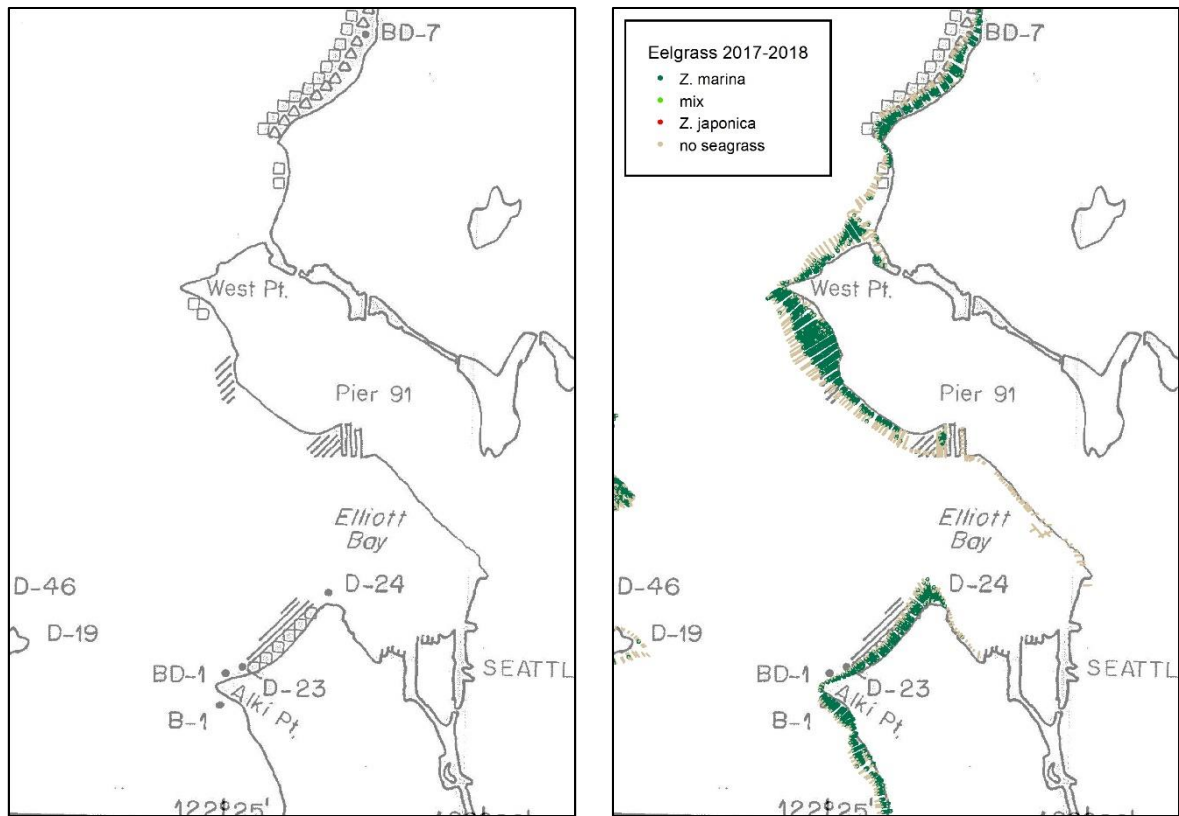 BD-7
West Pt.
Pier 91
Elliott
Bay
D-46
D-24
D-19
BD-1
D-23
SEATTL
Alki Pt.
B-1
122°25'
Eelgrass 2017-2018
Z. marina
mix
Z. japonica
no seagrass
BD-7
West Pt.
Pier 91
Elliott
Bay
D-46
D-24
D-19
BD-1
D-23
SEATTL
Alki Pt.
B-1
122°25'